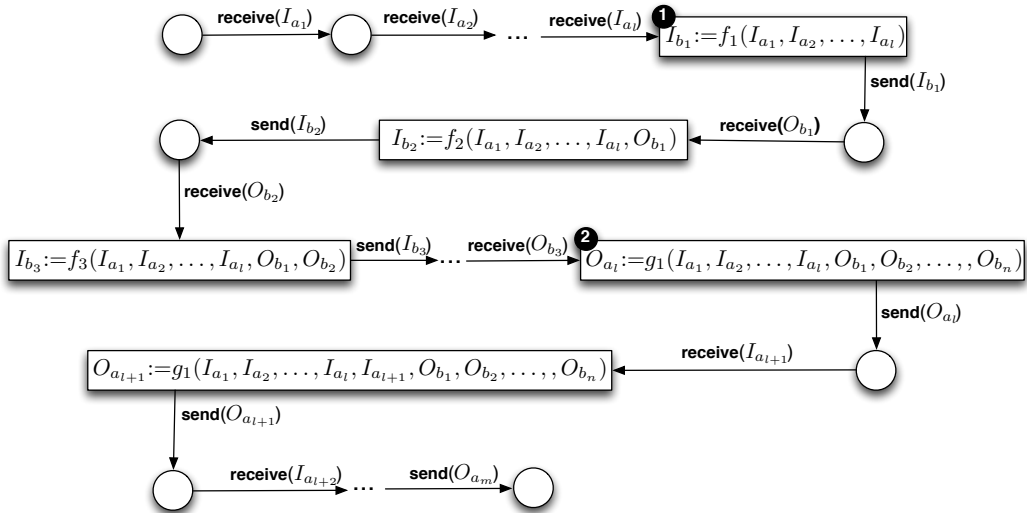 receive(I_{a_1}) receive(I_{a_2}) ... receive(I_{a_l}) 1
I_{b_1}:=f_1(I_{a_1}, I_{a_2}, ..., I_{a_l})
send(I_{b_1})
send(I_{b_2}) I_{b_2}:=f_2(I_{a_1}, I_{a_2}, ..., I_{a_l}, O_{b_1}) receive(O_{b_1})
receive(O_{b_2})
I_{b_3}:=f_3(I_{a_1}, I_{a_2}, ..., I_{a_l}, O_{b_1}, O_{b_2}) send(I_{b_3}) ... receive(O_{b_3}) 2
O_{a_l}:=g_1(I_{a_1}, I_{a_2}, ..., I_{a_l}, O_{b_1}, O_{b_2}, ...,, O_{b_n})
send(O_{a_l})
receive(I_{a_{l+1}})
O_{a_{l+1}}:=g_1(I_{a_1}, I_{a_2}, ..., I_{a_l}, I_{a_{l+1}}, O_{b_1}, O_{b_2}, ...,, O_{b_n})
send(O_{a_{l+1}})
receive(I_{a_{l+2}}) ... send(O_{a_m})